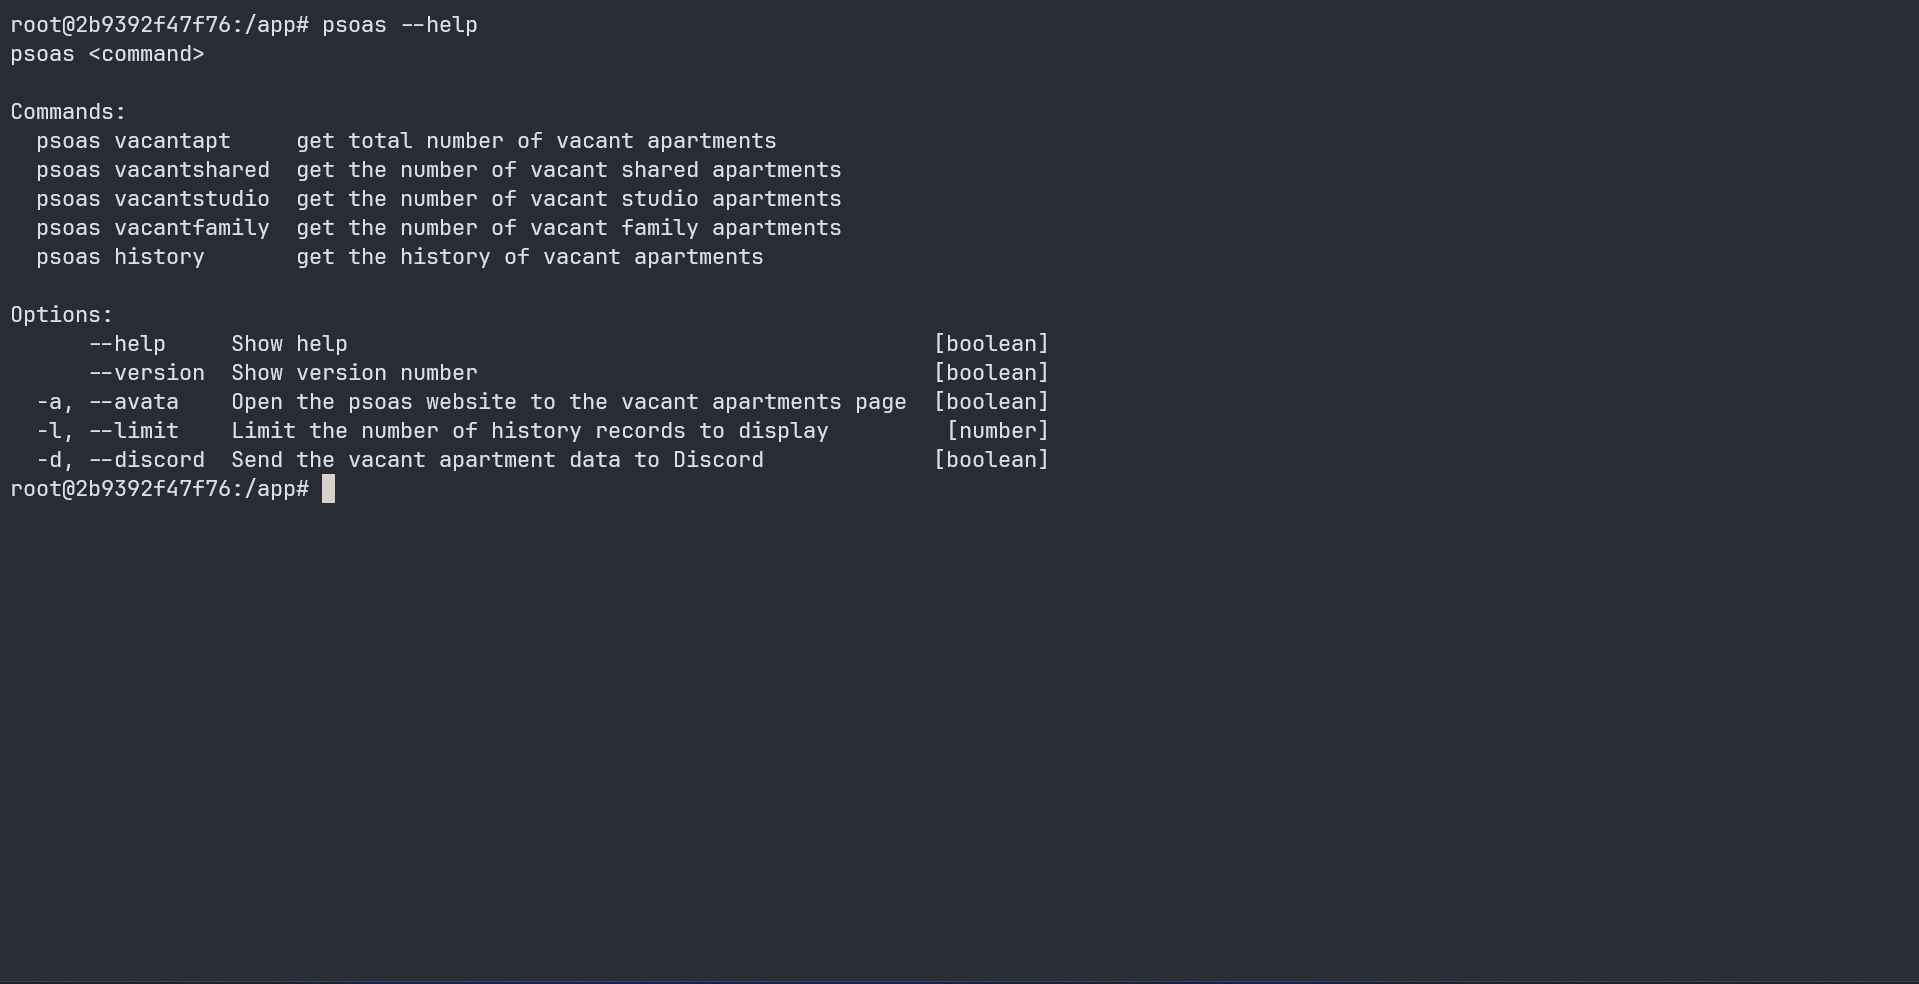 root@2b9392f47f76:/app# psoas --help
psoas <command>

Commands:
  psoas vacantapt     get total number of vacant apartments
  psoas vacantshared  get the number of vacant shared apartments
  psoas vacantstudio  get the number of vacant studio apartments
  psoas vacantfamily  get the number of vacant family apartments
  psoas history       get the history of vacant apartments

Options:
      --help     Show help                                             [boolean]
      --version  Show version number                                   [boolean]
  -a, --avata    Open the psoas website to the vacant apartments page  [boolean]
  -l, --limit    Limit the number of history records to display         [number]
  -d, --discord  Send the vacant apartment data to Discord             [boolean]
root@2b9392f47f76:/app#